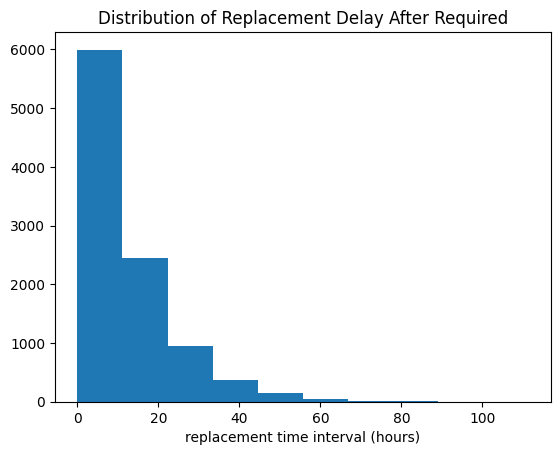 Distribution of Replacement Delay After Required
6000
5000
4000
3000
2000
1000
0
0 20 40 60 80 100
replacement time interval (hours)